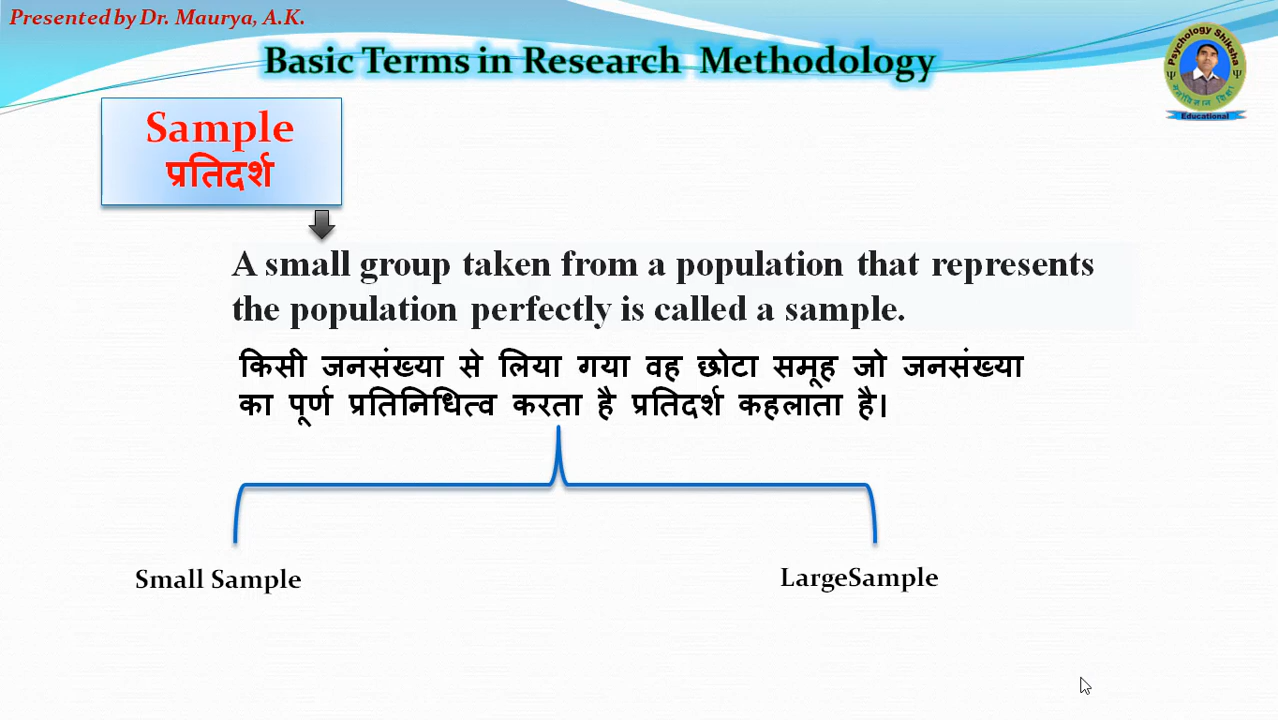 Presented by Dr. Maurya, A.K.
Basic Terms in Research Methodology
Psychology Shiksha
Ψ Ψ
मनोविज्ञान शिक्षा
Educational
Sample
प्रतिदर्श
A small group taken from a population that represents
the population perfectly is called a sample.
किसी जनसंख्या से लिया गया वह छोटा समूह जो जनसंख्या
का पूर्ण प्रतिनिधित्व करता है प्रतिदर्श कहलाता है।
Small Sample
LargeSample